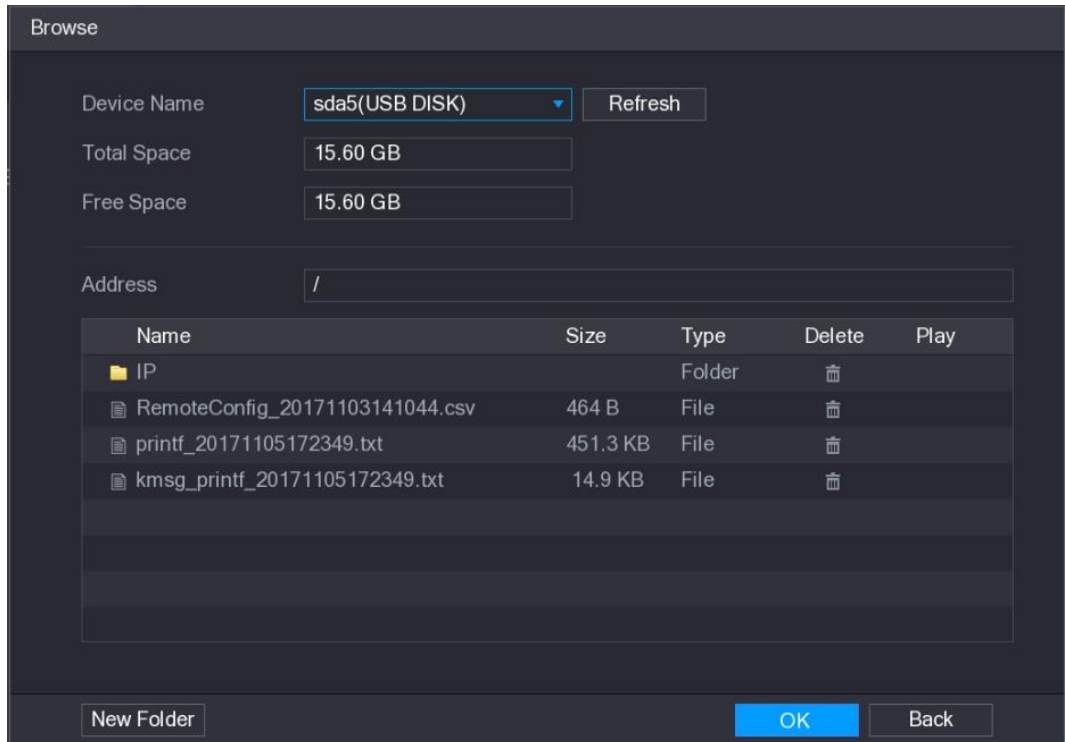 Browse
Device Name sda5(USB DISK) Refresh
Total Space 15.60 GB
Free Space 15.60 GB
Address /
Name Size Type Delete Play
IP Folder
RemoteConfig_20171103141044.csv 464 B File
printf_20171105172349.txt 451.3 KB File
kmsg_printf_20171105172349.txt 14.9 KB File
New Folder OK Back